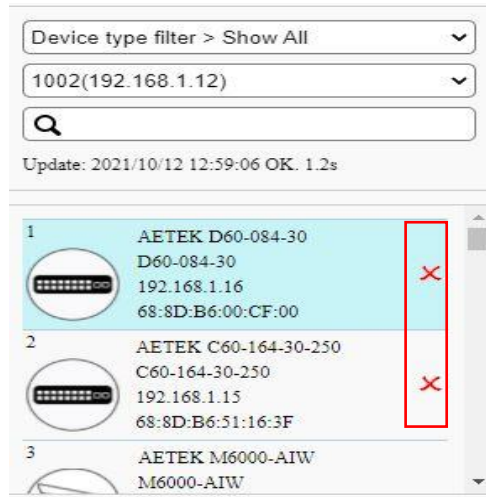 Device type filter > Show All
1002(192.168.1.12)
Update: 2021/10/12 12:59:06 OK. 1.2s
1
AETEK D60-084-30
D60-084-30
192.168.1.16
68:8D:B6:00:CF:00
2
AETEK C60-164-30-250
C60-164-30-250
192.168.1.15
68:8D:B6:51:16:3F
3
AETEK M6000-AIW
M6000-AIW